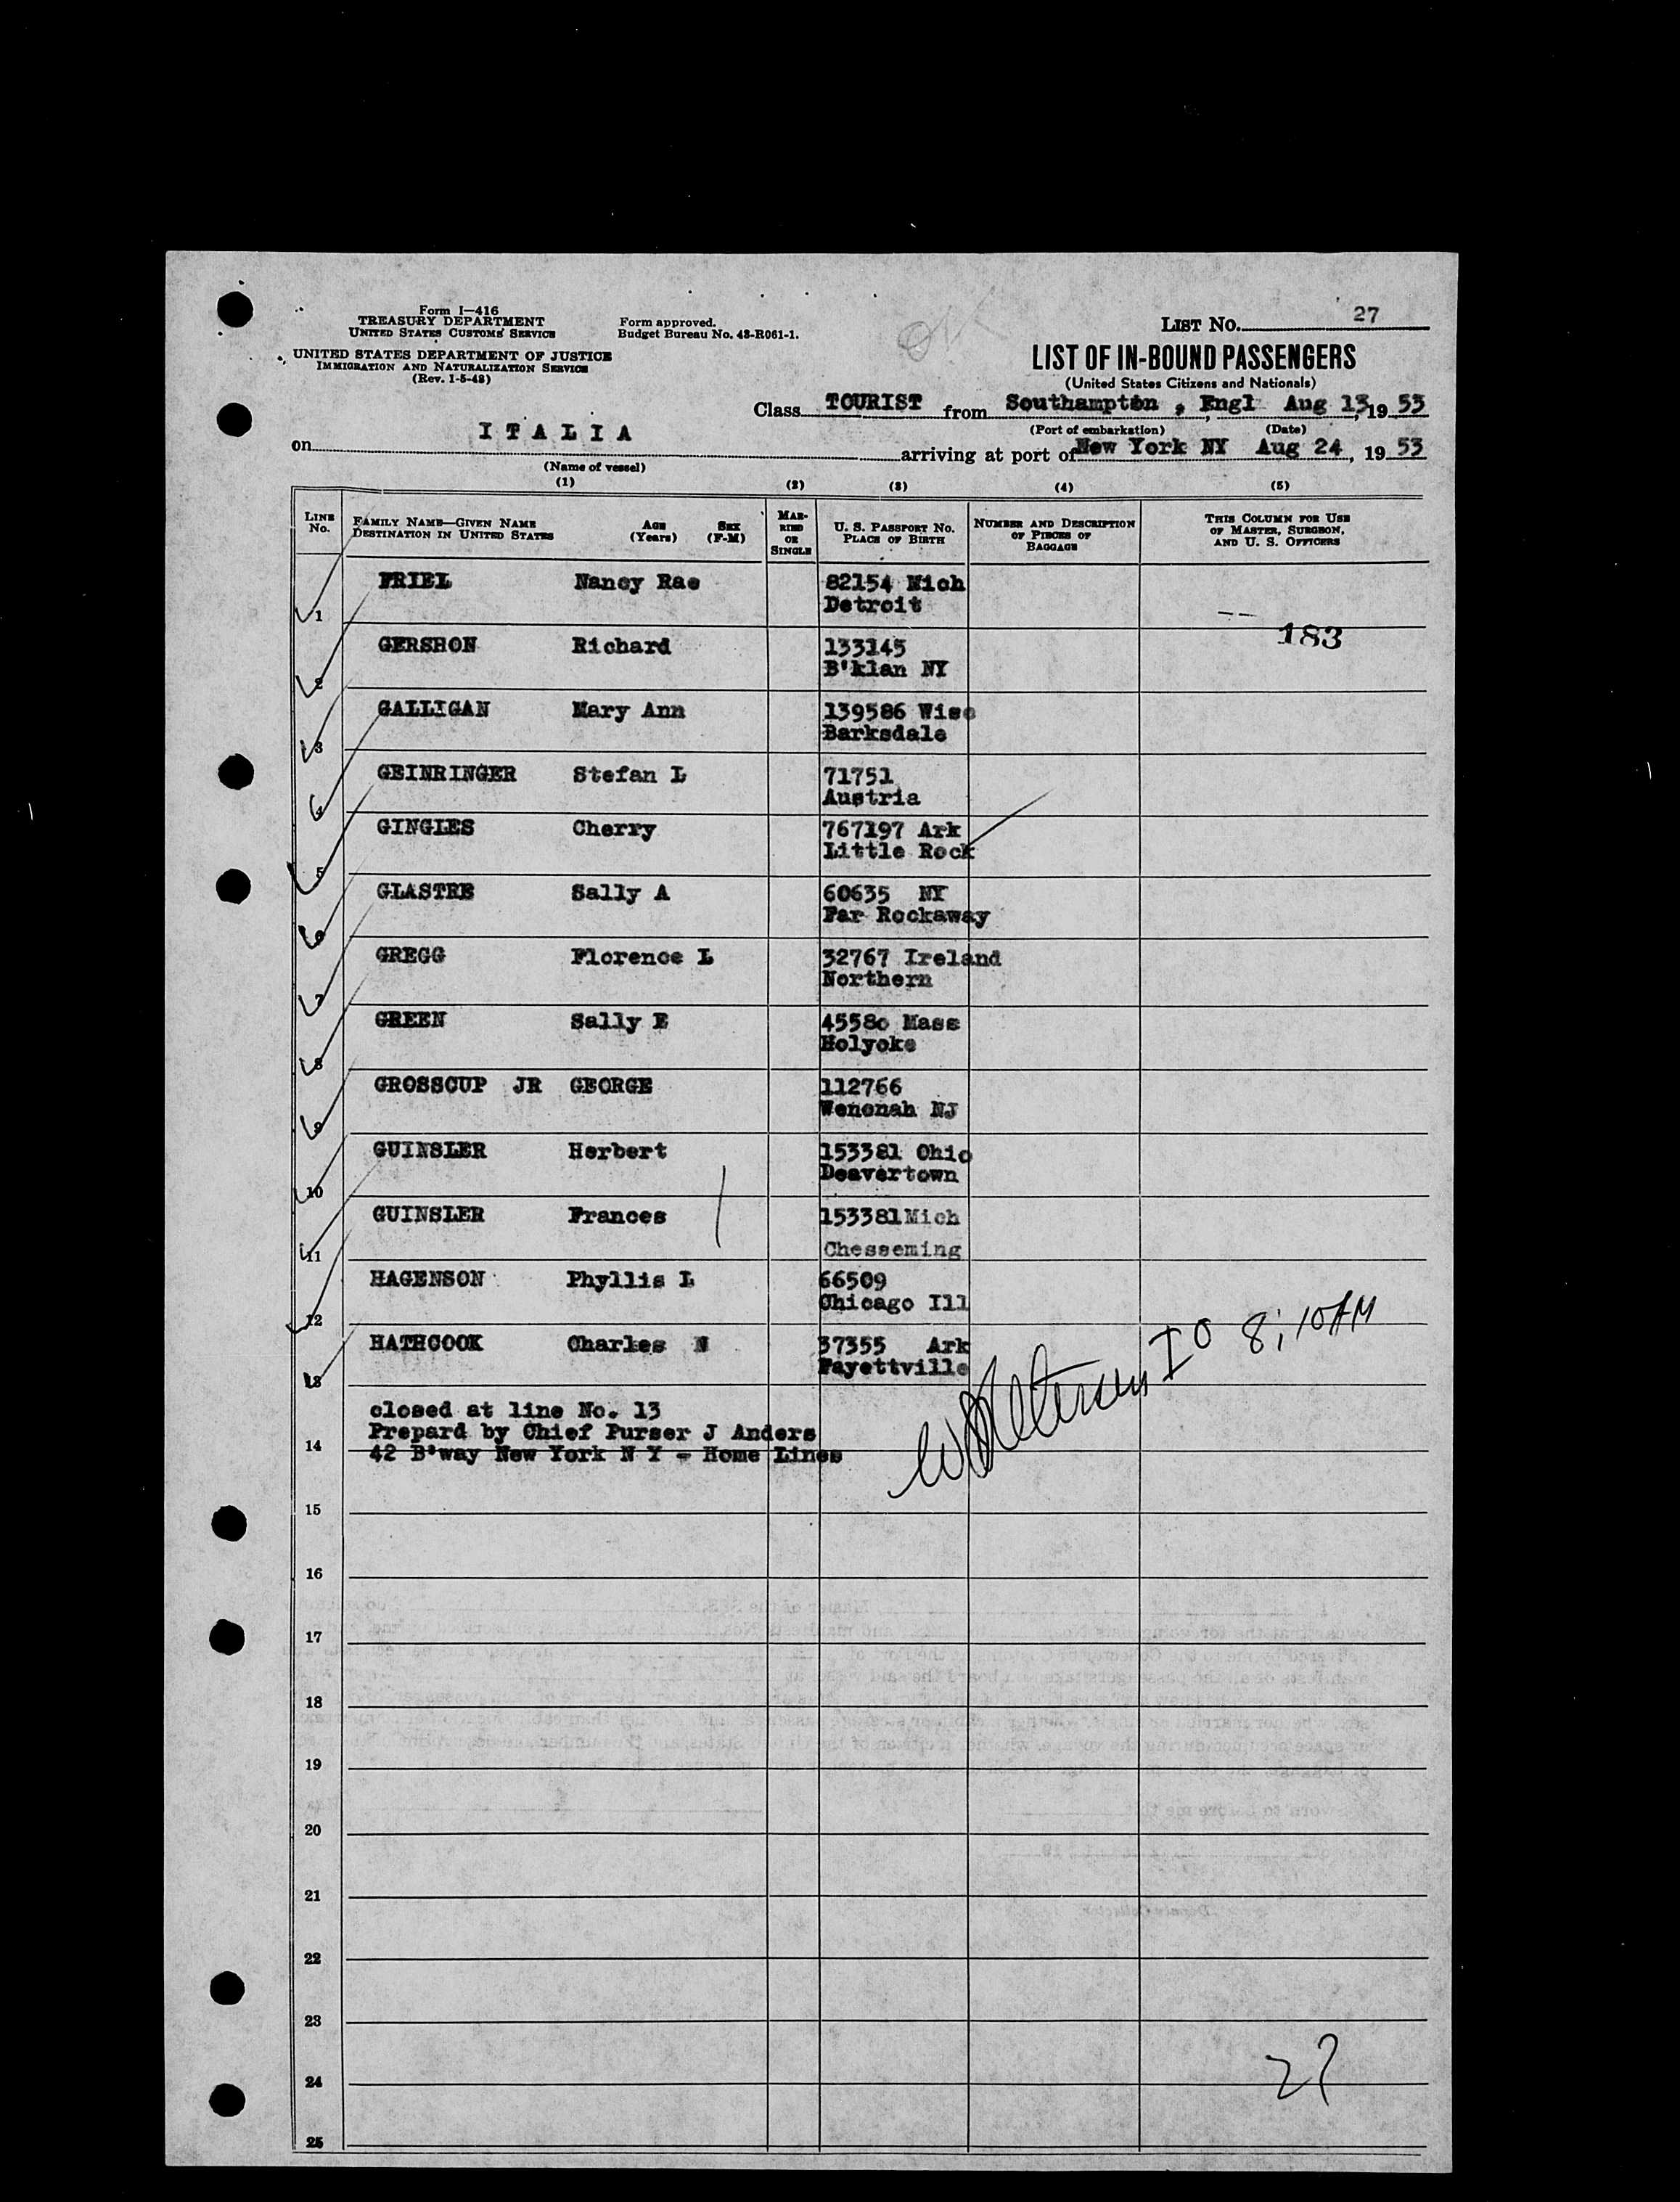 Form I—416
TREASURY DEPARTMENT
UNITED STATES CUSTOMS SERVICE
UNITED STATES DEPARTMENT OF JUSTICE
IMMIGRATION AND NATURALIZATION SERVICE
(Rev. 1-5-48)
Form approved.
Budget Bureau No. 43-R061-1.
OK
LIST NO. 27
LIST OF IN-BOUND PASSENGERS
(United States Citizens and Nationals)
Class TOURIST from Southampton , Engl Aug 13, 19 53
(Port of embarkation) (Date)
on ITALIA arriving at port of New York NY Aug 24, 19 53
(Name of vessel)
(1) (2) (3) (4) (5)
LINE No. FAMILY NAME—GIVEN NAME DESTINATION IN UNITED STATES AGE (Years) SEX (F-M) MARRIED OR SINGLE U. S. PASSPORT No. PLACE OF BIRTH NUMBER AND DESCRIPTION OF PIECES OF BAGGAGE THIS COLUMN FOR USE OF MASTER, SURGEON, AND U. S. OFFICERS
FRIEL Nancy Rae 82154 Mich
1 Detroit
183
GERSHON Richard 133145
2 B'klan NY
GALLIGAN Mary Ann 139586 Wisc
3 Barksdale
GEINRINGER Stefan L 71751
4 Austria
GINGLES Cherry 767197 Ark
5 Little Rock
GLASTRE Sally A 60635 NY
6 Far Rockaway
GREGG Florence L 32767 Ireland
7 Northern
GREEN Sally E 45580 Mass
8 Holyoke
GROSSCUP JR GEORGE 112766
9 Wenonah NJ
GUINSLER Herbert 153381 Ohio
10 Deavertown
GUINSLER Frances 153381 Mich
11 Chesseming
HAGENSON Phyllis L 66509
12 Chicago Ill
HATHCOOK Charles N 37355 Ark
13 Fayettville
IO 8:10 AM
closed at line No. 13
Prepard by Chief Purser J Anders
14 42 B'way New York N Y - Home Lines
15
16
17
18
19
20
21
22
23
24
27
25